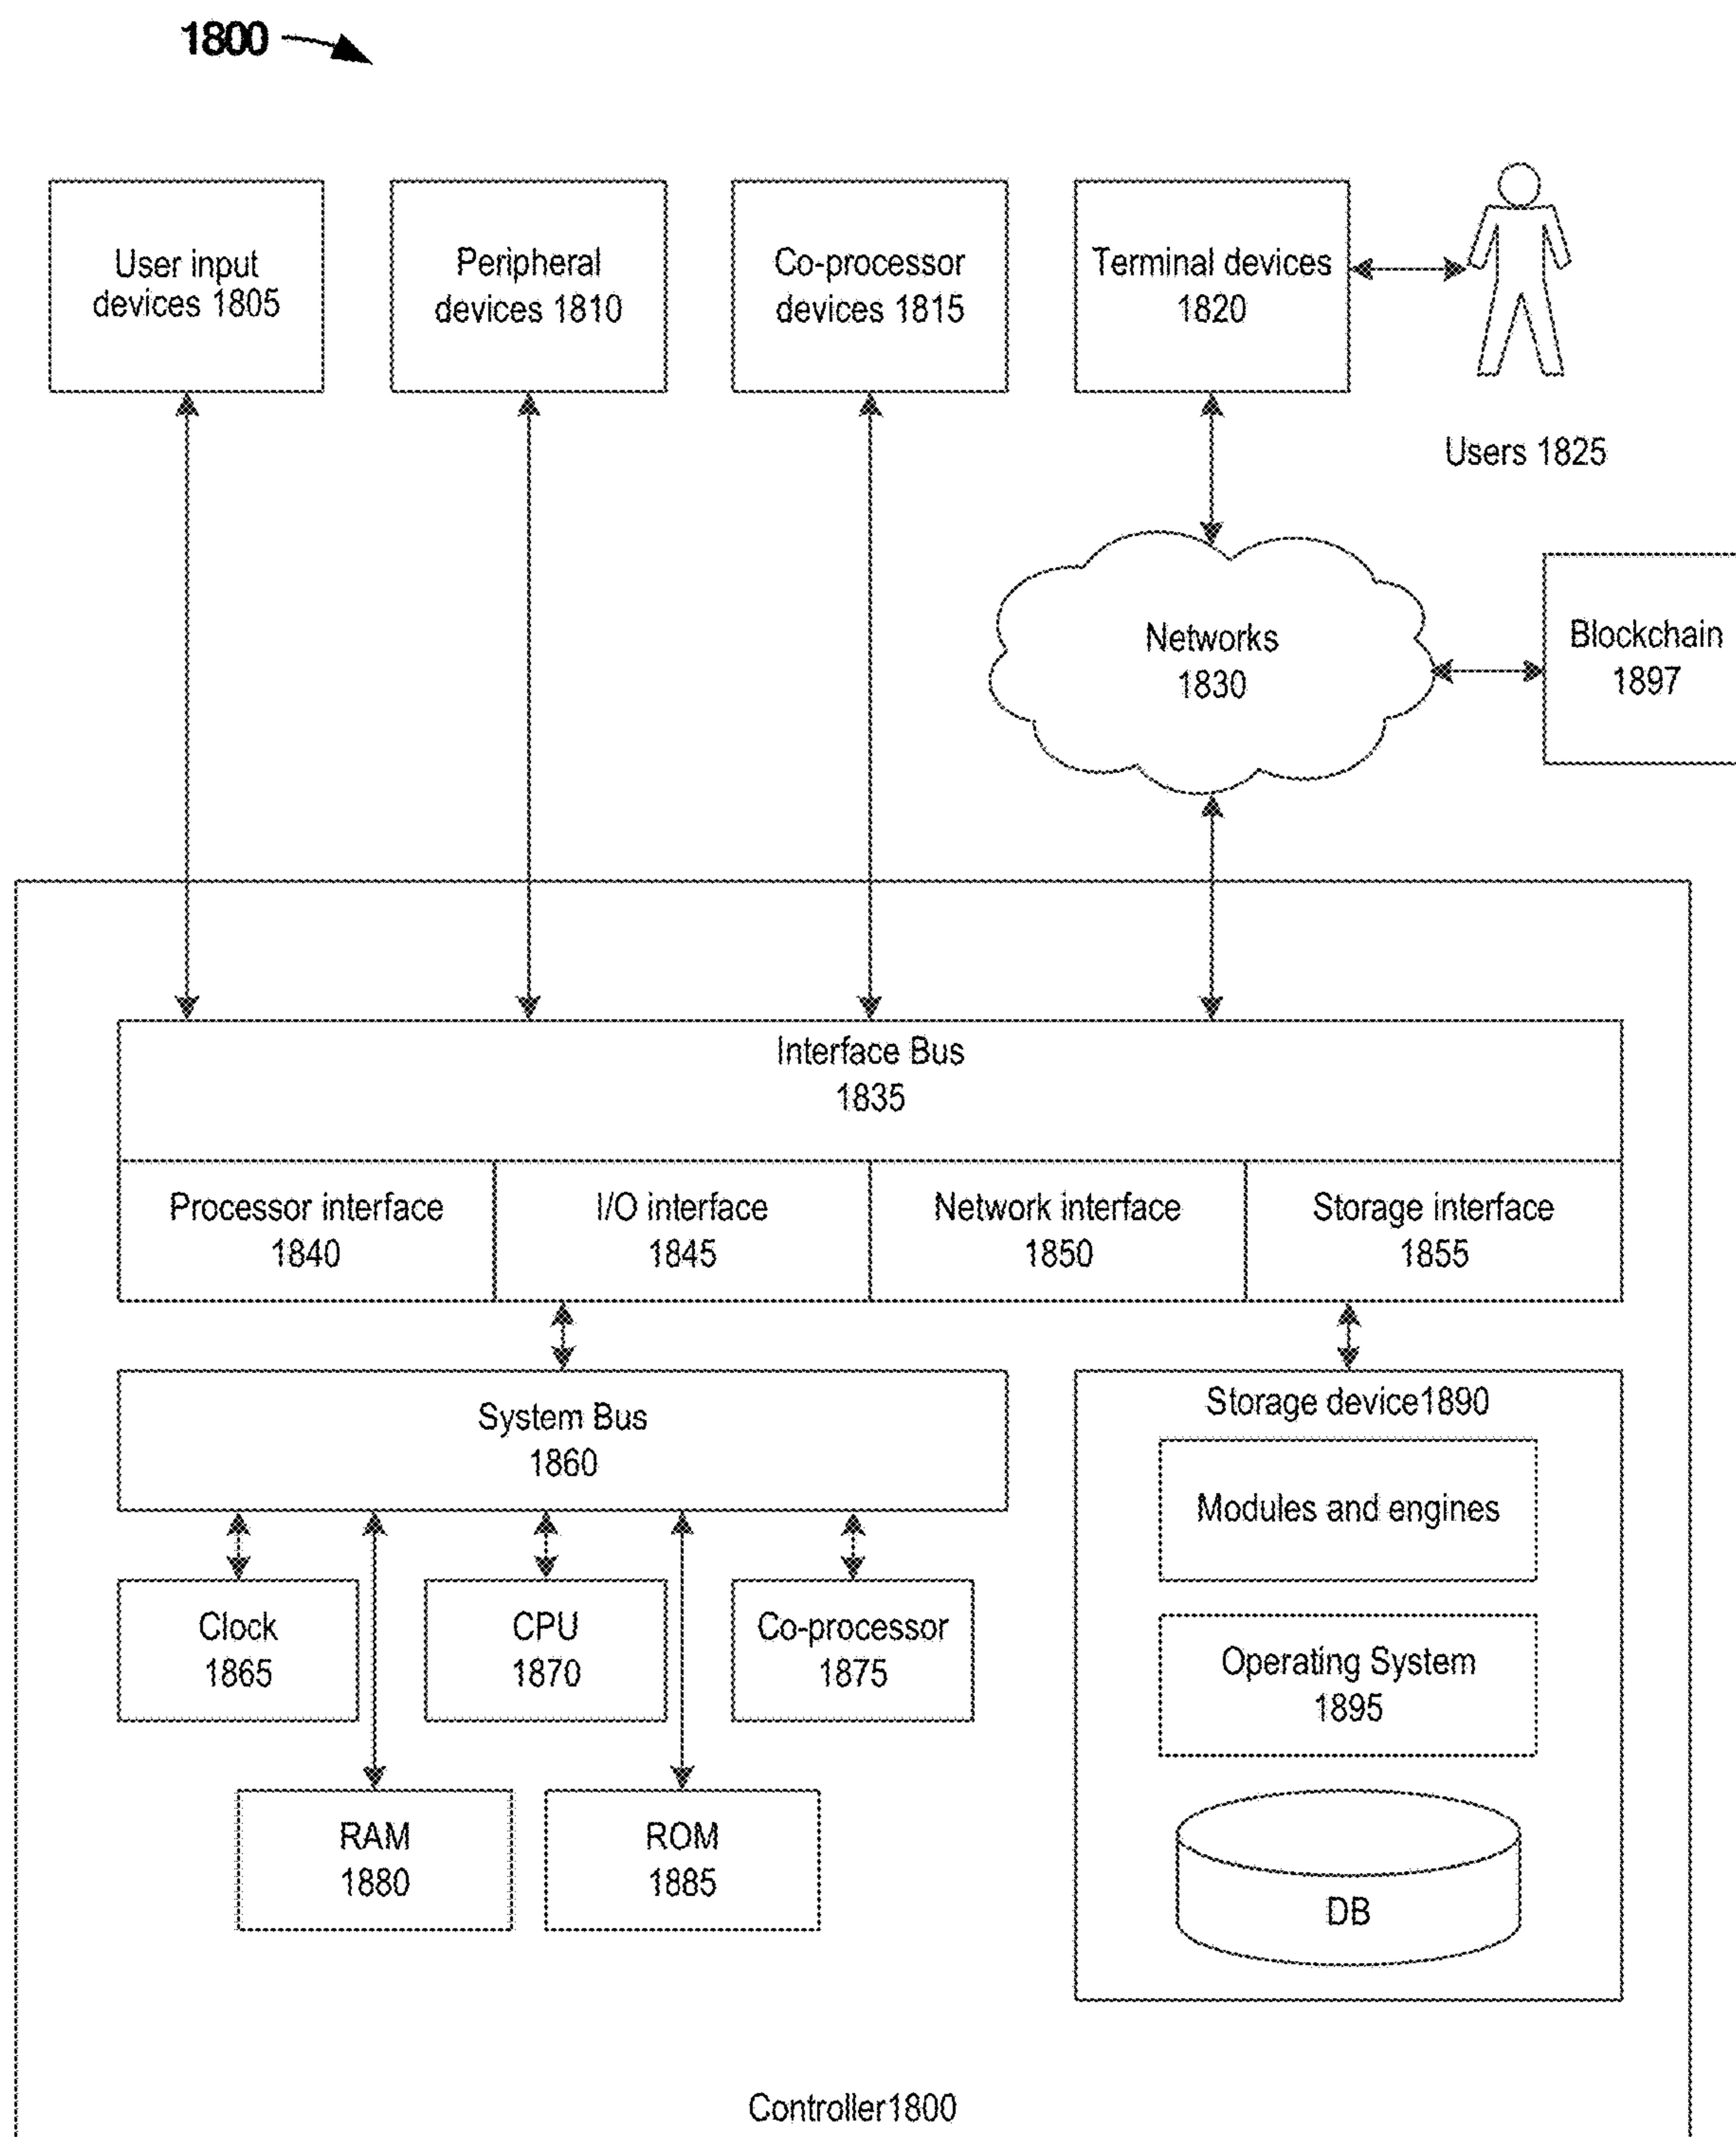 1800
User input
devices 1805
Peripheral
devices 1810
Co-processor
devices 1815
Terminal devices
1820
Users 1825
Networks
1830
Blockchain
1897
Interface Bus
1835
Processor interface
1840
I/O interface
1845
Network interface
1850
Storage interface
1855
System Bus
1860
Storage device1890
Modules and engines
Clock
1865
CPU
1870
Co-processor
1875
Operating System
1895
RAM
1880
ROM
1885
DB
Controller1800